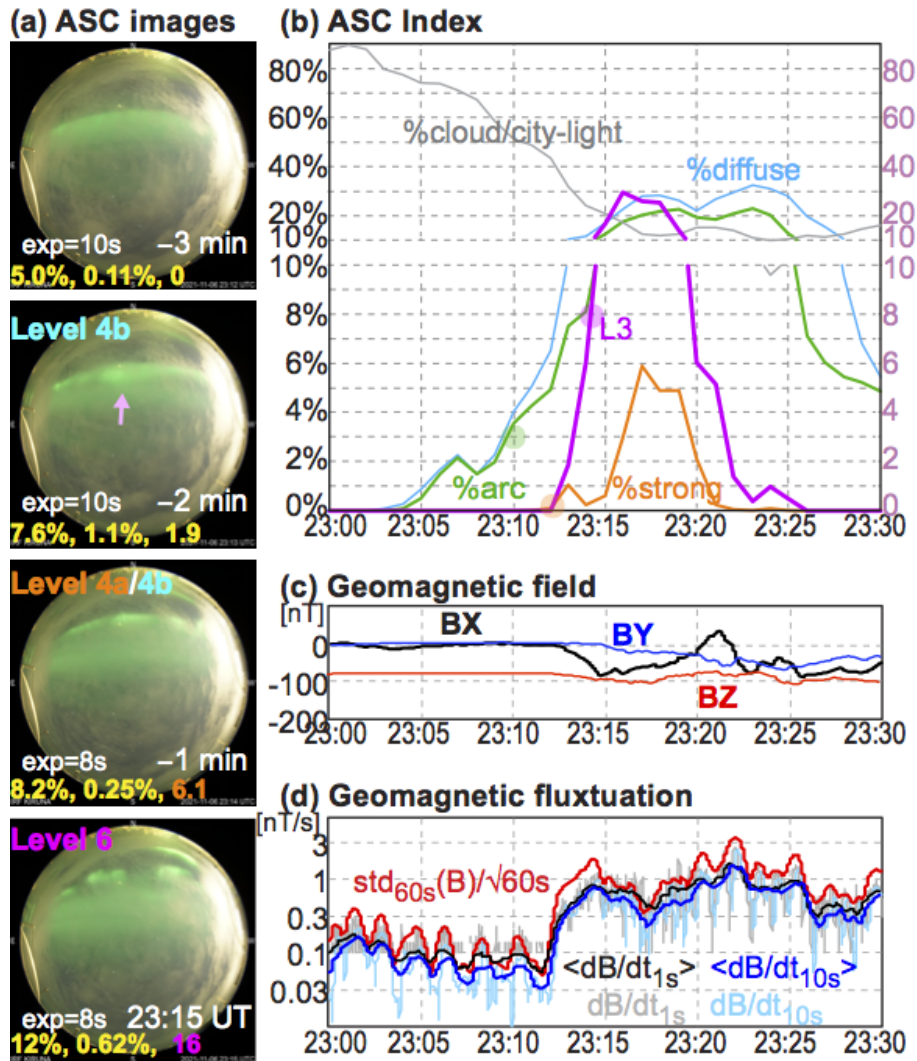 (a) ASC images
exp=10s
−3 min
5.0%, 0.11%, 0
Level 4b
exp=10s
−2 min
7.6%, 1.1%, 1.9
Level 4a/4b
exp=8s
−1 min
8.2%, 0.25%, 6.1
Level 6
exp=8s
23:15 UT
12%, 0.62%, 16
(b) ASC Index
80% 80
60% 60
40% 40
20% 20
10% 10
10% 10
8% 8
6% 6
4% 4
2% 2
0% 0
%cloud/city-light
%diffuse
L3
%arc
%strong
23:00 23:05 23:10 23:15 23:20 23:25 23:30
(c) Geomagnetic field
[nT]
0
-100
-200
BX
BY
BZ
23:00 23:05 23:10 23:15 23:20 23:25 23:30
(d) Geomagnetic fluxtuation
[nT/s]
3
1
0.3
0.1
0.03
std60s(B)/√60s
<dB/dt1s> <dB/dt10s>
dB/dt1s dB/dt10s
23:00 23:05 23:10 23:15 23:20 23:25 23:30